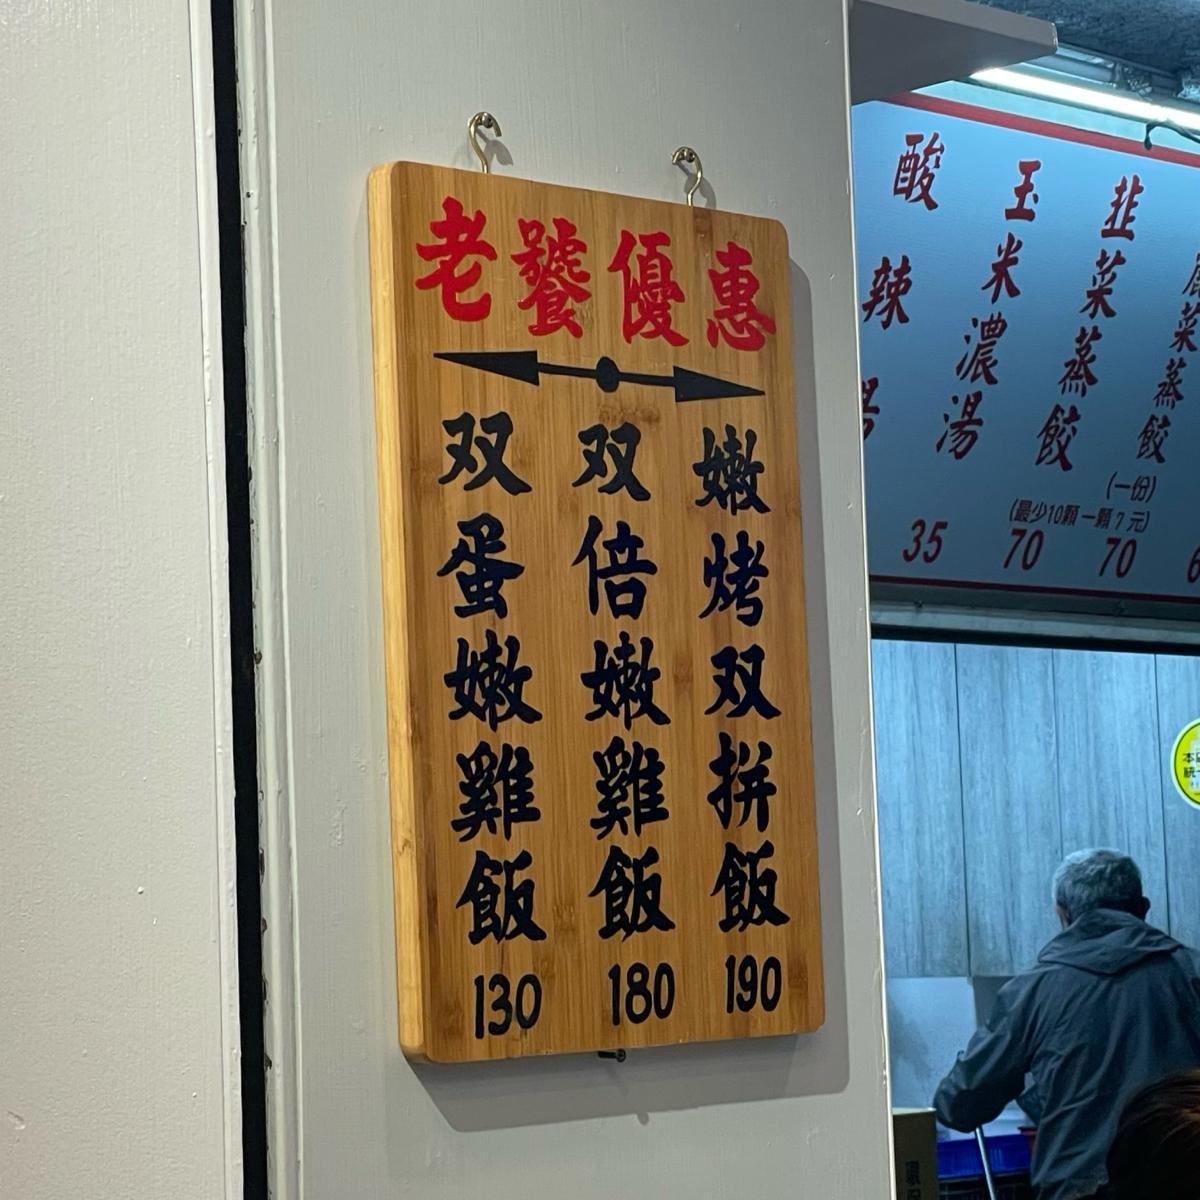 老饕優惠
嫩烤双拼飯
190
双倍嫩雞飯
180
双蛋嫩雞飯
130
韭菜蒸餃
(一份)
(最少10顆一顆7元)
70
玉米濃湯
70
酸辣
35
菜蒸餃